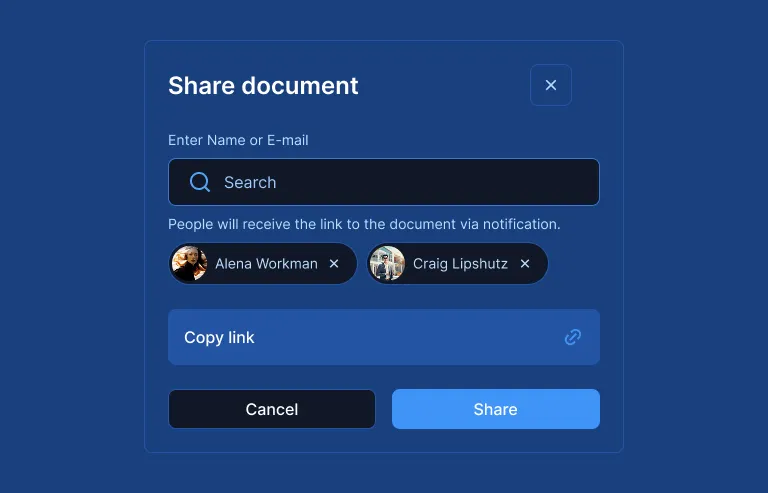 Share document
Enter Name or E-mail
Search
People will receive the link to the document via notification.
Alena Workman
Craig Lipshutz
Copy link
Cancel
Share